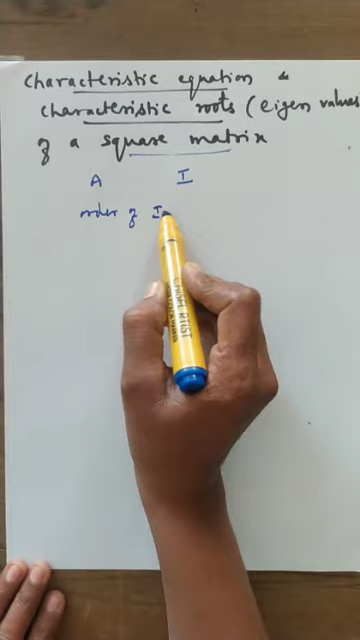 characteristic equation &
characteristic roots (eigen values)
of a square matrix
A I
order of I